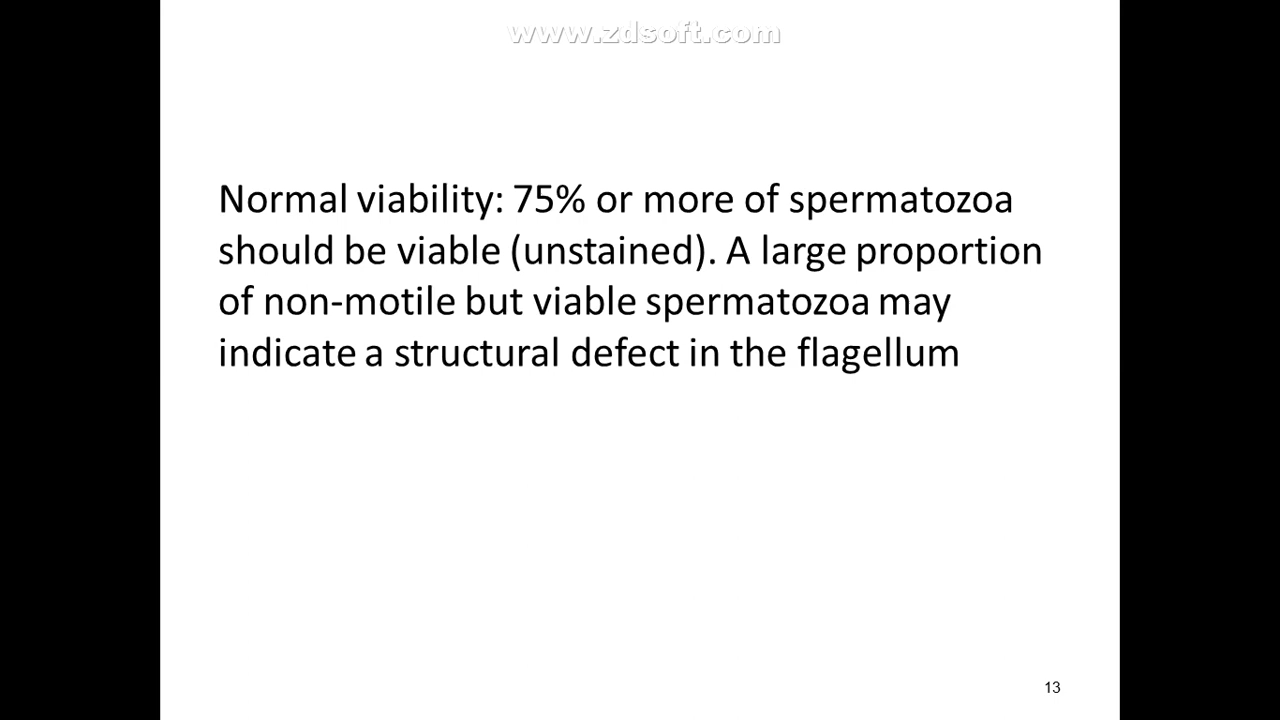 www.zdsoft.com
Normal viability: 75% or more of spermatozoa
should be viable (unstained). A large proportion
of non-motile but viable spermatozoa may
indicate a structural defect in the flagellum
13